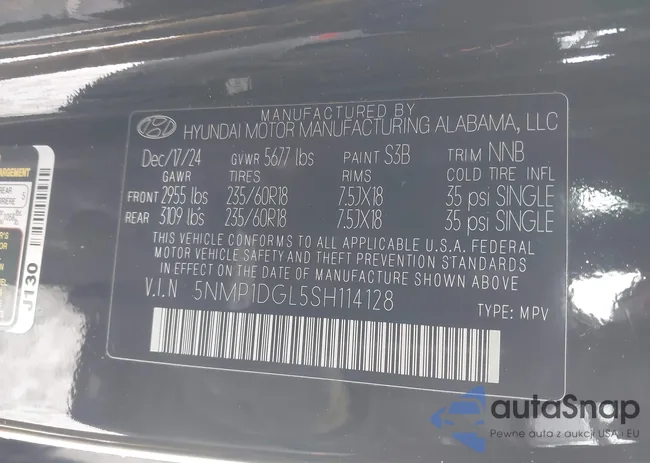 MANUFACTURED BY
HYUNDAI MOTOR MANUFACTURING ALABAMA, LLC
Dec/17/24 GVWR 5677 lbs PAINT S3B TRIM NNB
GAWR TIRES RIMS COLD TIRE INFL
FRONT 2955 lbs 235/60R18 7.5JX18 35 psi SINGLE
REAR 3109 lbs 235/60R18 7.5JX18 35 psi SINGLE
THIS VEHICLE CONFORMS TO ALL APPLICABLE U.S.A. FEDERAL
MOTOR VEHICLE SAFETY AND THEFT PREVENTION STANDARDS
IN EFFECT ON THE DATE OF MANUFACTURE SHOWN ABOVE
V.I.N 5NMP1DGL5SH114128 TYPE: MPV
J130
autoSnap
Pewne auta z aukcji USA i EU